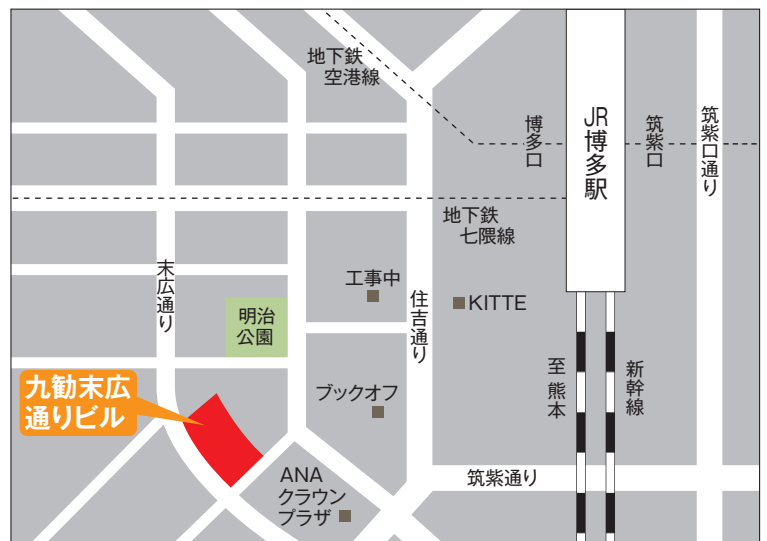 地下鉄
空港線
博多口
JR博多駅
筑紫口
筑紫口通り
地下鉄
七隈線
末広通り
工事中
住吉通り
KITTE
明治
公園
九勧末広
通りビル
ブックオフ
至熊本
新幹線
ANA
クラウン
プラザ
筑紫通り